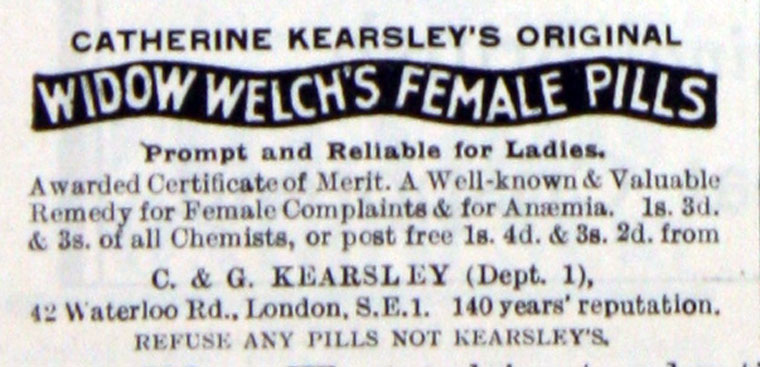 CATHERINE KEARSLEY'S ORIGINAL
WIDOW WELCH'S FEMALE PILLS
Prompt and Reliable for Ladies.
Awarded Certificate of Merit. A Well-known & Valuable
Remedy for Female Complaints & for Anæmia. 1s. 3d.
& 3s. of all Chemists, or post free 1s. 4d. & 3s. 2d. from
C. & G. KEARSLEY (Dept. 1),
42 Waterloo Rd., London, S.E.1. 140 years' reputation.
REFUSE ANY PILLS NOT KEARSLEY'S.